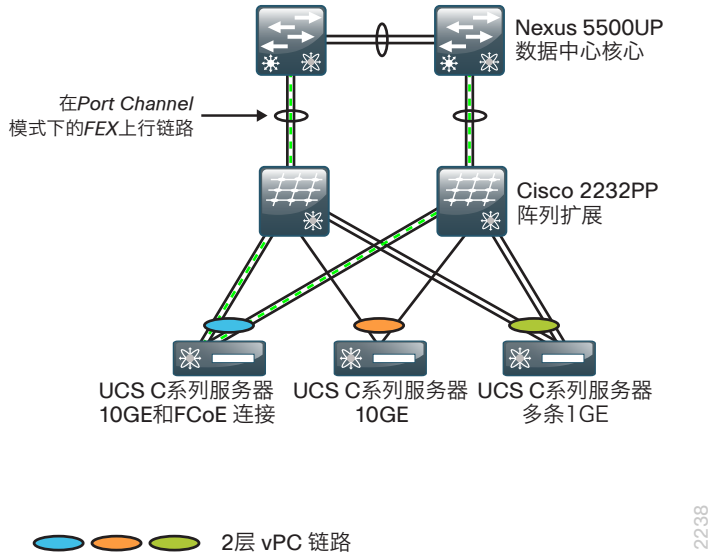 Nexus 5500UP
数据中心核心
在Port Channel
模式下的FEX上行链路
Cisco 2232PP
阵列扩展
UCS C系列服务器
10GE和FCoE 连接
UCS C系列服务器
10GE
UCS C系列服务器
多条1GE
2层 vPC 链路
2238